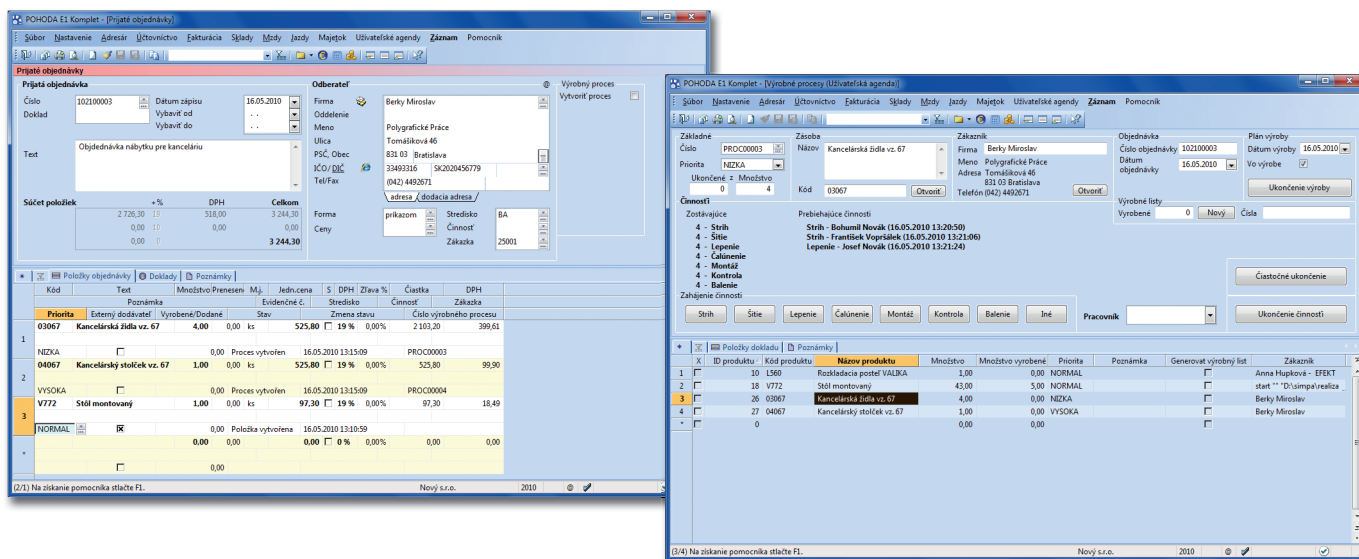 POHODA E1 Komplet - [Prijaté objednávky]
Súbor Nastavenie Adresár Účtovníctvo Fakturácia Sklady Mzdy Jazdy Majetok Užívateľské agendy Záznam Pomocník
Prijaté objednávky
Prijatá objednávka
Číslo 102100003 Dátum zápisu 16.05.2010
Doklad Vybaviť od . .
Vybaviť do . .
Text Objedndávka nábytku pre kanceláriu
Súčet položiek +% DPH Celkom
2 726,30 19 518,00 3 244,30
0,00 10 0,00 0,00
0,00 0 3 244,30
Odberateľ @
Firma Berky Miroslav
Oddelenie
Meno Polygrafické Práce
Ulica Tomášikova 46
PSČ, Obec 831 03 Bratislava
IČO/DIČ 33493316 SK2020456779
Tel/Fax (042) 4492671
adresa dodacia adresa
Forma príkazom Stredisko BA
Ceny Činnosť
Zákazka 25001
Výrobný proces
Vytvoriť proces
Položky objednávky Doklady Poznámky
Kód Text Množstvo Prenesení M.j. Jedn.cena S DPH Zľava % Čiastka DPH
Poznámka Evidenčné č. Stredisko Činnosť Zákazka
Priorita Externý dodávateľ Vyrobené/Dodané Stav Zmena stavu Číslo výrobného procesu
1 03067 Kancelárská židla vz. 67 4,00 0,00 ks 525,80 19 % 0,00% 2 103,20 399,61
NIZKA 0,00 Proces vytvořen 16.05.2010 13:15:09 PROC00003
2 04067 Kancelárský stolček vz. 67 1,00 0,00 ks 525,80 19 % 0,00% 525,80 99,90
VYSOKA 0,00 Proces vytvořen 16.05.2010 13:15:09 PROC00004
3 V772 Stôl montovaný 1,00 0,00 ks 97,30 19 % 0,00% 97,30 18,49
NORMAL 0,00 Položka vytvořena 16.05.2010 13:10:59
* 0,00 0,00 0,00 0 % 0,00% 0,00 0,00
0,00
(2/1) Na získanie pomocníka stlačte F1. Nový s.r.o. 2010 @
POHODA E1 Komplet - [Výrobné procesy (Užívateľská agenda)]
Súbor Nastavenie Adresár Účtovníctvo Fakturácia Sklady Mzdy Jazdy Majetok Užívateľské agendy Záznam Pomocník
Základné
Číslo PROC00003
Priorita NIZKA
Ukončené z Množstvo
0 4
Zásoba
Názov Kancelárská židla vz. 67
Kód 03067 Otvoriť
Zákazník
Firma Berky Miroslav
Meno Polygrafické Práce
Adresa Tomášikova 46
831 03 Bratislava
Telefón (042) 4492671 Otvoriť
Objednávka
Číslo objednávky 102100003
Dátum objednávky 16.05.2010
Plán výroby
Dátum výroby 16.05.2010
Vo výrobe
Ukončenie výroby
Výrobné listy
Vyrobené 0 Nový Čísla
Činnosti
Zostávajúce Prebiehajúce činnosti
4 - Strih Strih - Bohumil Novák (16.05.2010 13:20:50)
4 - Šitie Strih - František Vopršálek (16.05.2010 13:21:06)
4 - Lepenie Lepenie - Josef Novák (16.05.2010 13:21:24)
4 - Čalúnenie
4 - Montáž
4 - Kontrola
4 - Balenie
Čiastočné ukončenie
Zahájenie činnosti
Strih Šitie Lepenie Čalúnenie Montáž Kontrola Balenie Iné Pracovník Ukončenie činnosti
Položky dokladu Poznámky
X ID produktu Kód produktu Názov produktu Množstvo Množstvo vyrobené Priorita Poznámka Generovat výrobný list Zákazník
1 10 L560 Rozkladacia posteľ VALIKA 1,00 0,00 NORMAL Anna Hupková - EFEKT
2 18 V772 Stôl montovaný 43,00 5,00 NORMAL start "" "D:\simpa\realiza
3 26 03067 Kancelárská židla vz. 67 4,00 0,00 NIZKA Berky Miroslav
4 27 04067 Kancelárský stolček vz. 67 1,00 0,00 VYSOKA Berky Miroslav
* 0 0,00 0,00
(3/4) Na získanie pomocníka stlačte F1. Nový s.r.o. 2010 @